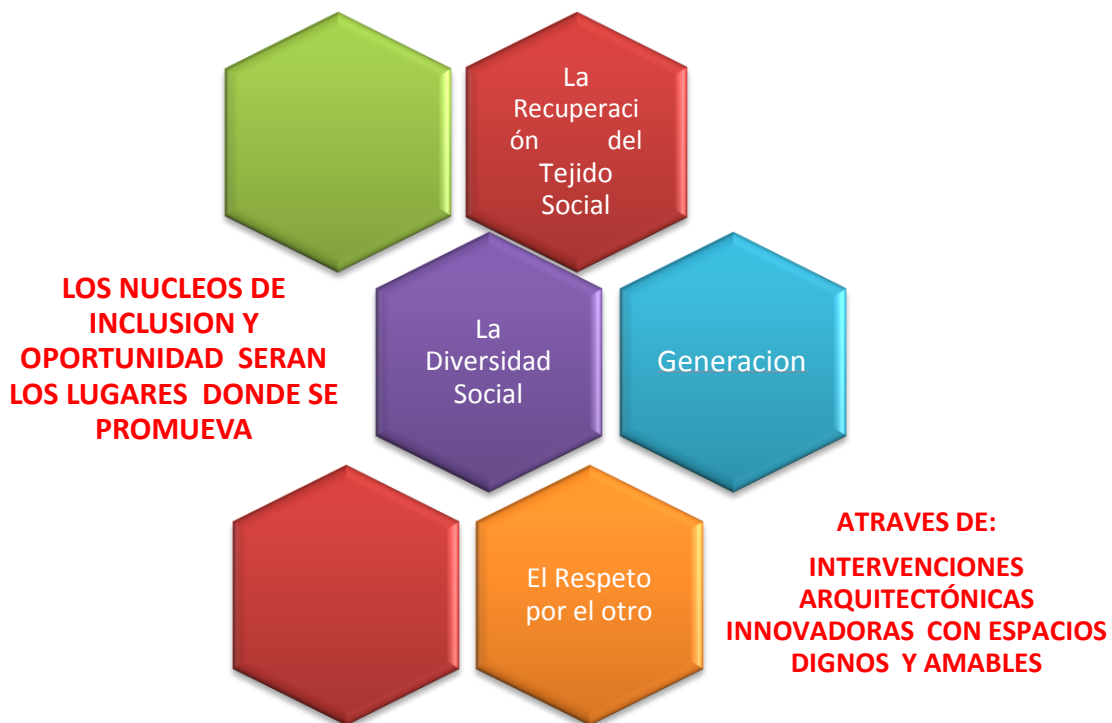 La
Recuperaci
ón del
Tejido
Social
LOS NUCLEOS DE
INCLUSION Y
OPORTUNIDAD SERAN
LOS LUGARES DONDE SE
PROMUEVA
La
Diversidad
Social
Generacion
El Respeto
por el otro
ATRAVES DE:
INTERVENCIONES
ARQUITECTÓNICAS
INNOVADORAS CON ESPACIOS
DIGNOS Y AMABLES